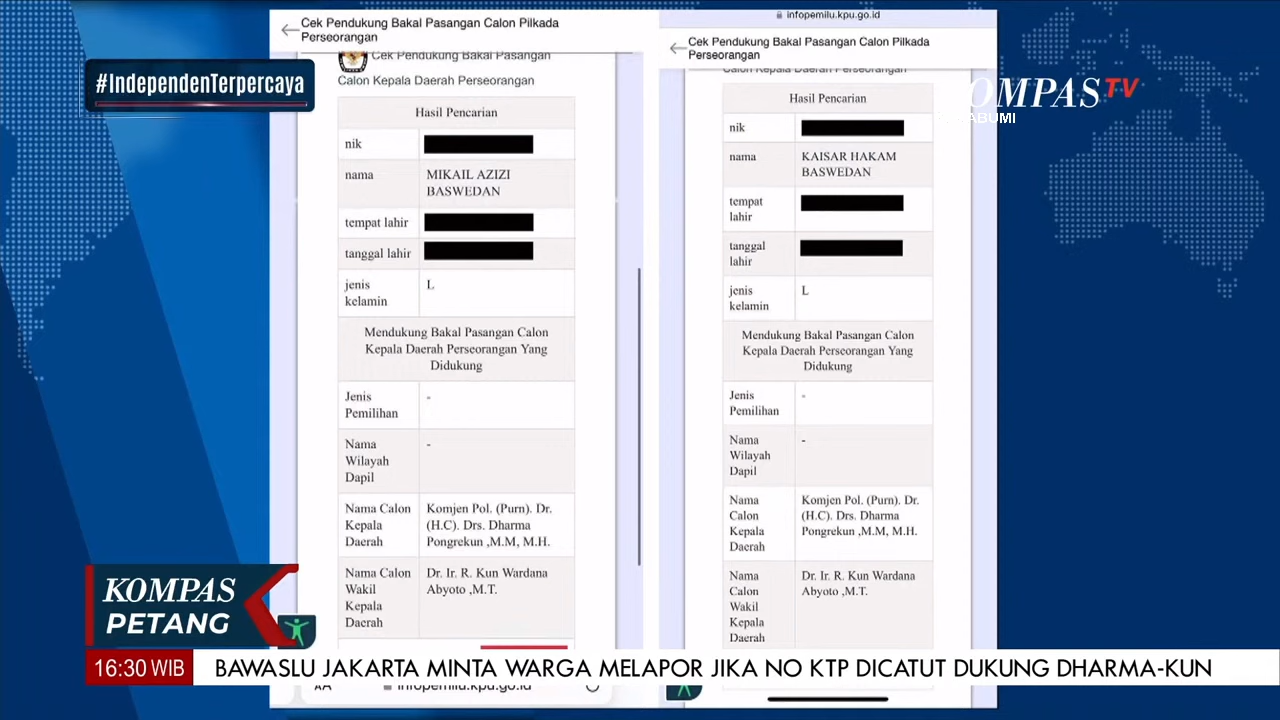 Cek Pendukung Bakal Pasangan Calon Pilkada
Perseorangan
Cek Pendukung Bakal Pasangan
Calon Kepala Daerah Perseorangan
Hasil Pencarian
nik
nama
MIKAIL AZIZI
BASWEDAN
tempat lahir
tanggal lahir
jenis
kelamin
L
Mendukung Bakal Pasangan Calon
Kepala Daerah Perseorangan Yang
Didukung
Jenis
Pemilihan
-
Nama
Wilayah
Dapil
-
Nama Calon
Kepala
Daerah
Komjen Pol. (Purn). Dr.
(H.C). Drs. Dharma
Pongrekun ,M.M, M.H.
Nama Calon
Wakil
Kepala
Daerah
Dr. Ir. R. Kun Wardana
Abyoto ,M.T.
AA
infopemilu.kpu.go.id
infopemilu.kpu.go.id
Cek Pendukung Bakal Pasangan Calon Pilkada
Perseorangan
Calon Kepala Daerah Perseorangan
Hasil Pencarian
nik
nama
KAISAR HAKAM
BASWEDAN
tempat
lahir
tanggal
lahir
jenis
kelamin
L
Mendukung Bakal Pasangan Calon
Kepala Daerah Perseorangan Yang
Didukung
Jenis
Pemilihan
-
Nama
Wilayah
Dapil
-
Nama
Calon
Kepala
Daerah
Komjen Pol. (Purn). Dr.
(H.C). Drs. Dharma
Pongrekun ,M.M, M.H.
Nama
Calon
Wakil
Kepala
Daerah
Dr. Ir. R. Kun Wardana
Abyoto ,M.T.
#IndependenTerpercaya
KOMPAS TV
KOMPAS
PETANG
16:30 WIB
BAWASLU JAKARTA MINTA WARGA MELAPOR JIKA NO KTP DICATUT DUKUNG DHARMA-KUN